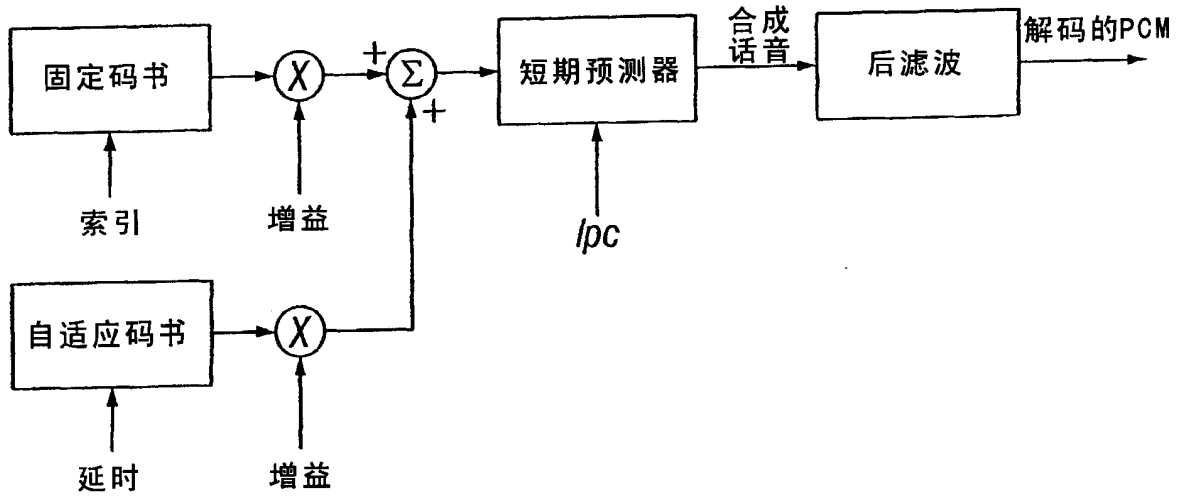 固定码书
X
+
Σ
+
短期预测器
合成
话音
后滤波
解码的PCM
索引
增益
lpc
自适应码书
X
延时
增益